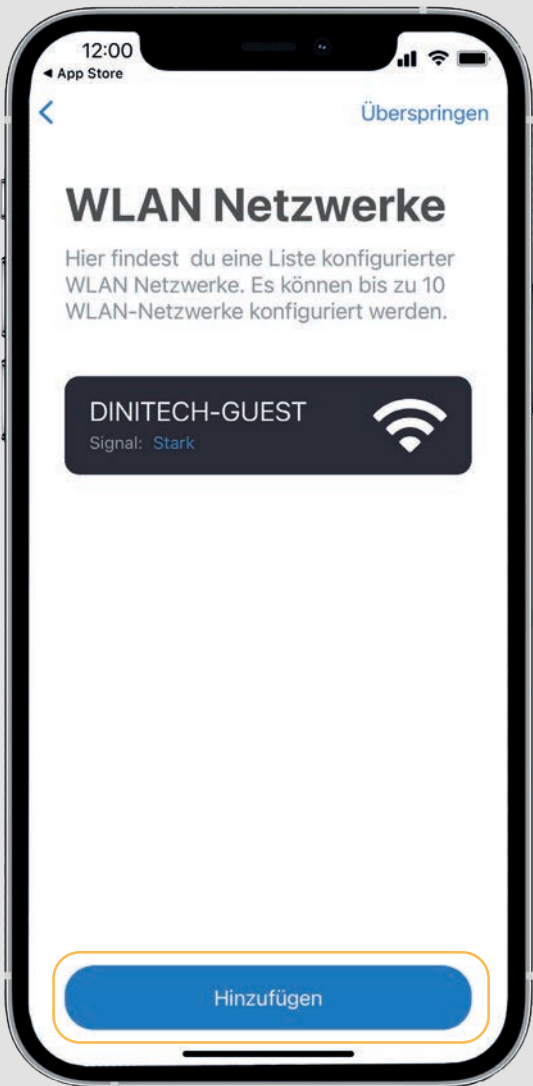 12:00
◀ App Store
Überspringen
WLAN Netzwerke
Hier findest du eine Liste konfigurierter
WLAN Netzwerke. Es können bis zu 10
WLAN-Netzwerke konfiguriert werden.
DINITECH-GUEST
Signal: Stark
Hinzufügen